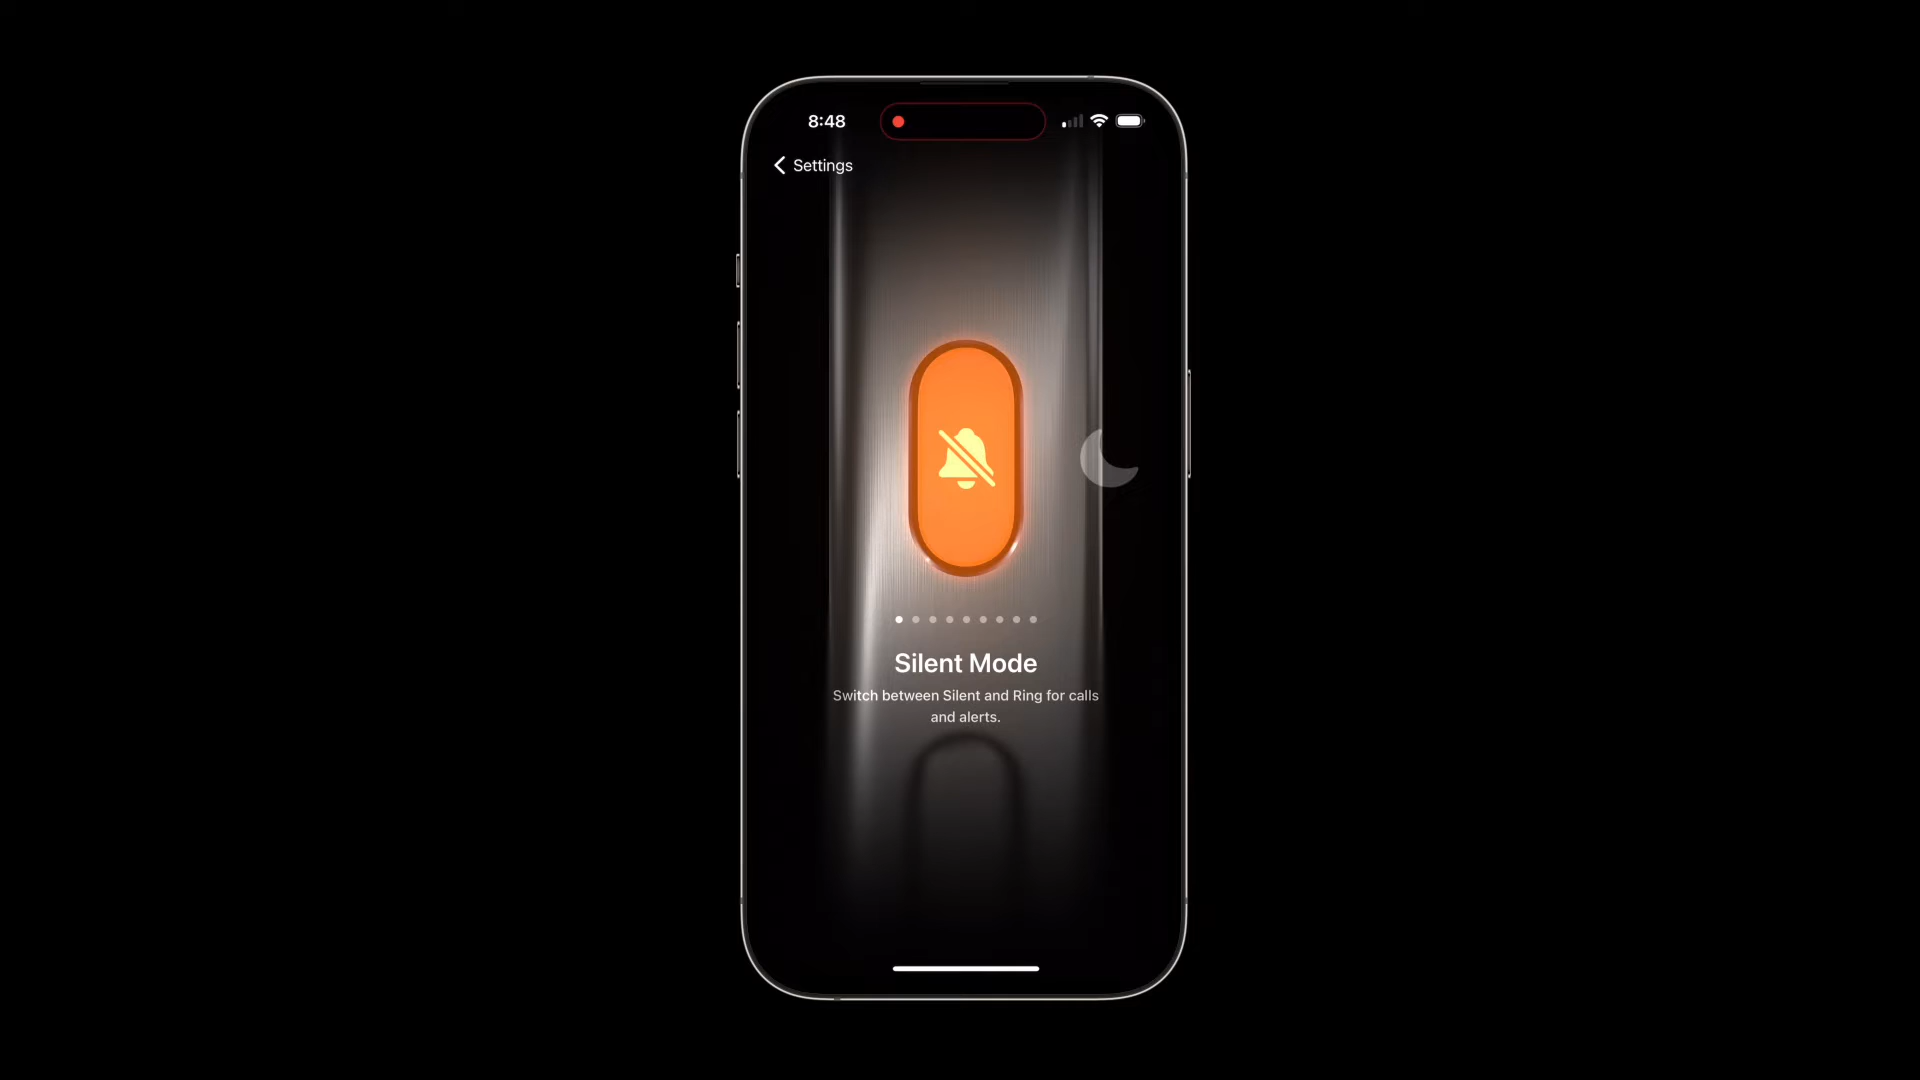 8:48
Settings
Silent Mode
Switch between Silent and Ring for calls
and alerts.